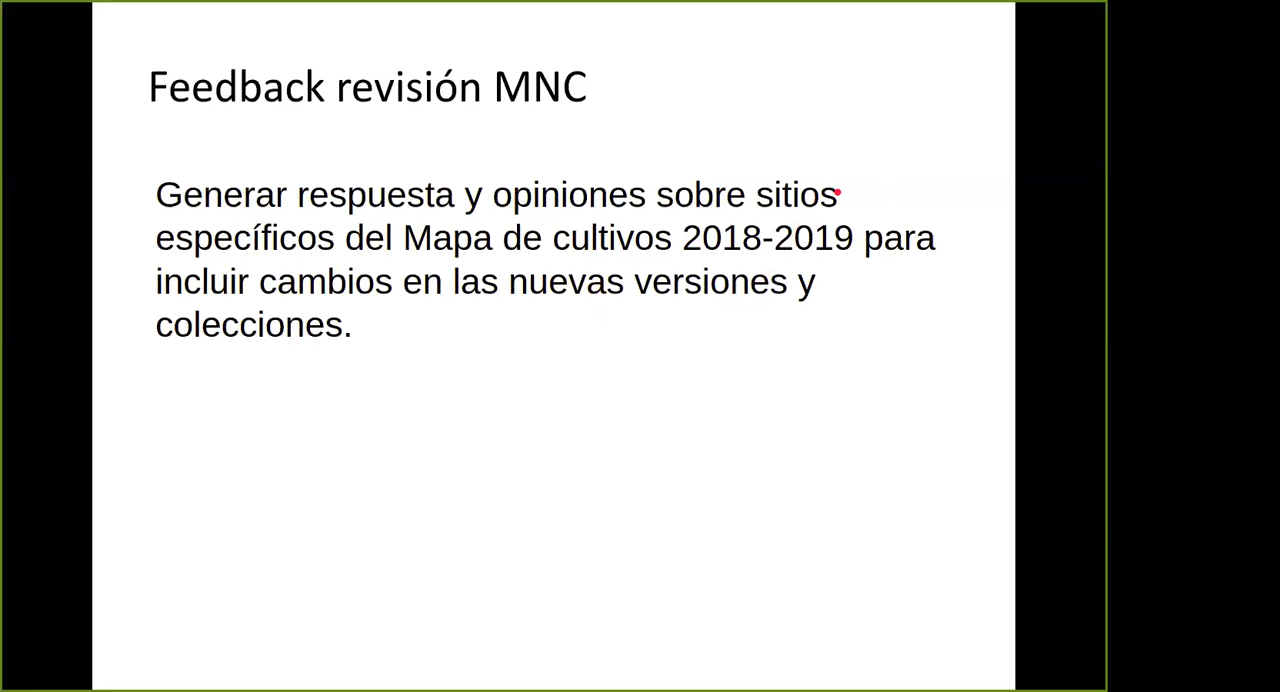 Feedback revisión MNC
Generar respuesta y opiniones sobre sitios
específicos del Mapa de cultivos 2018-2019 para
incluir cambios en las nuevas versiones y
colecciones.